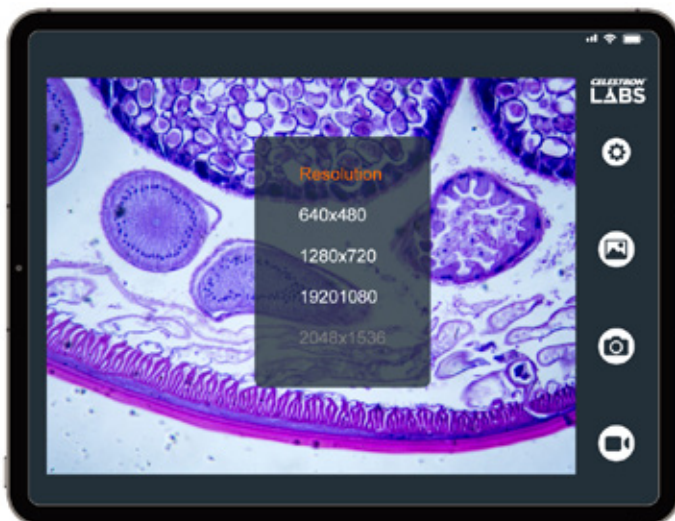 CELESTRON
LABS
Resolution
640x480
1280x720
19201080
2048x1536